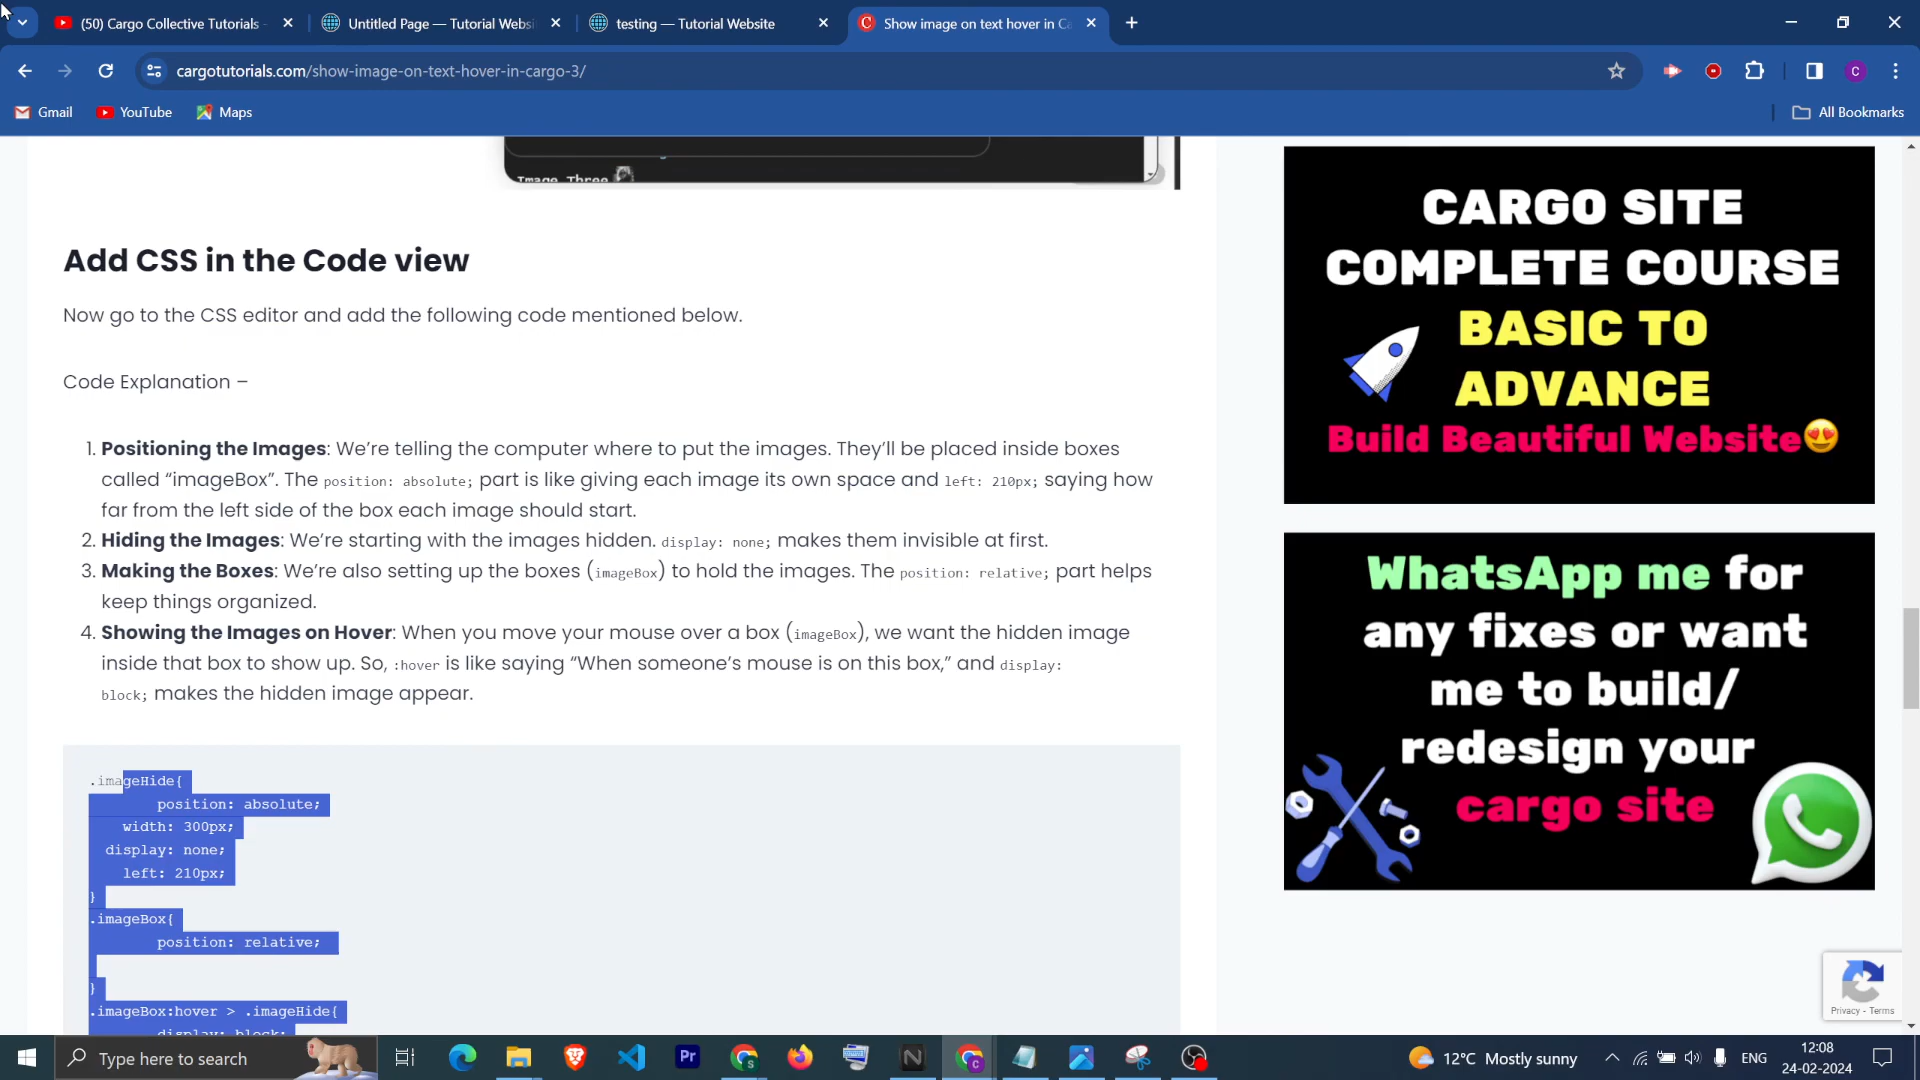 (50) Cargo Collective Tutorials -
Untitled Page — Tutorial Websi
testing — Tutorial Website
Show image on text hover in Ca
cargotutorials.com/show-image-on-text-hover-in-cargo-3/
C
Gmail
YouTube
Maps
All Bookmarks
Image Three
Add CSS in the Code view
Now go to the CSS editor and add the following code mentioned below.
Code Explanation –
1. Positioning the Images: We’re telling the computer where to put the images. They’ll be placed inside boxes
called “imageBox”. The position: absolute; part is like giving each image its own space and left: 210px; saying how
far from the left side of the box each image should start.
2. Hiding the Images: We’re starting with the images hidden. display: none; makes them invisible at first.
3. Making the Boxes: We’re also setting up the boxes (imageBox) to hold the images. The position: relative; part helps
keep things organized.
4. Showing the Images on Hover: When you move your mouse over a box (imageBox), we want the hidden image
inside that box to show up. So, :hover is like saying “When someone’s mouse is on this box,” and display:
block; makes the hidden image appear.
.imageHide{
position: absolute;
width: 300px;
display: none;
left: 210px;
}
.imageBox{
position: relative;
}
.imageBox:hover > .imageHide{
display: block;
CARGO SITE
COMPLETE COURSE
BASIC TO
ADVANCE
Build Beautiful Website
WhatsApp me for
any fixes or want
me to build/
redesign your
cargo site
Privacy - Terms
Type here to search
Pr
N
12°C Mostly sunny
ENG
12:08
24-02-2024